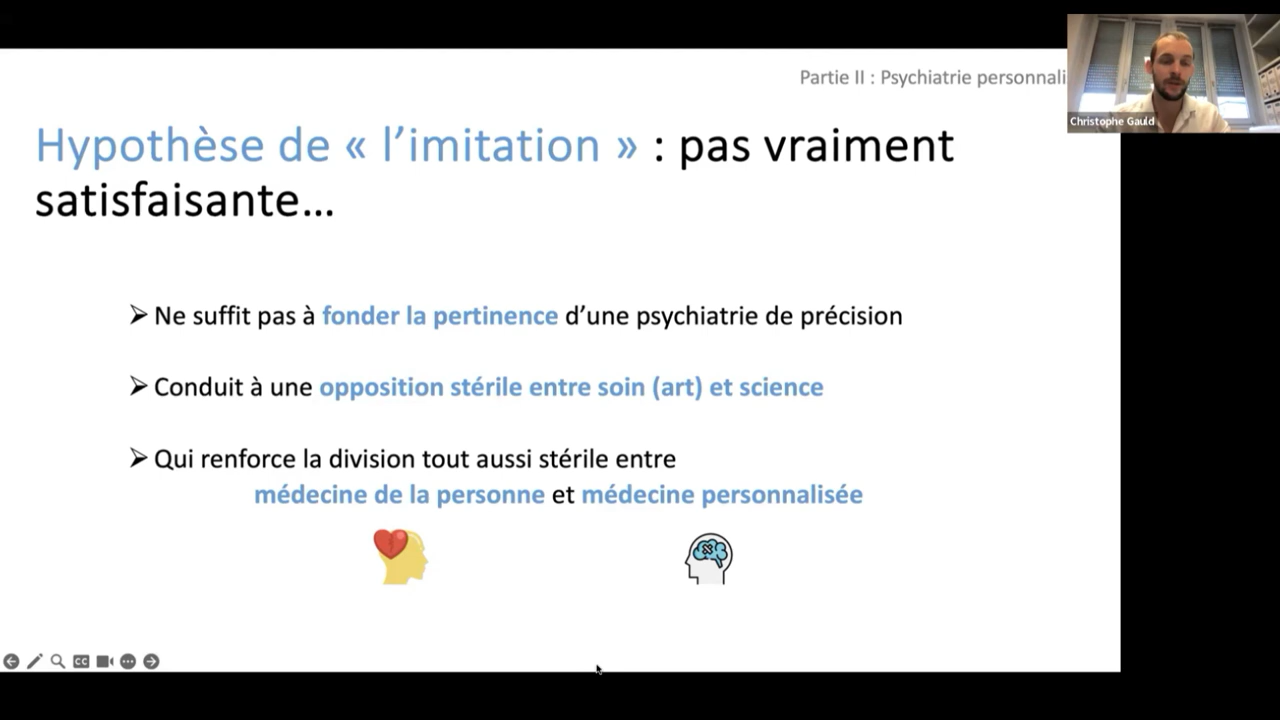 Partie II : Psychiatrie personnali
Christophe Gauld
Hypothèse de « l’imitation » : pas vraiment
satisfaisante…
➢ Ne suffit pas à fonder la pertinence d’une psychiatrie de précision
➢ Conduit à une opposition stérile entre soin (art) et science
➢ Qui renforce la division tout aussi stérile entre
médecine de la personne et médecine personnalisée
CC